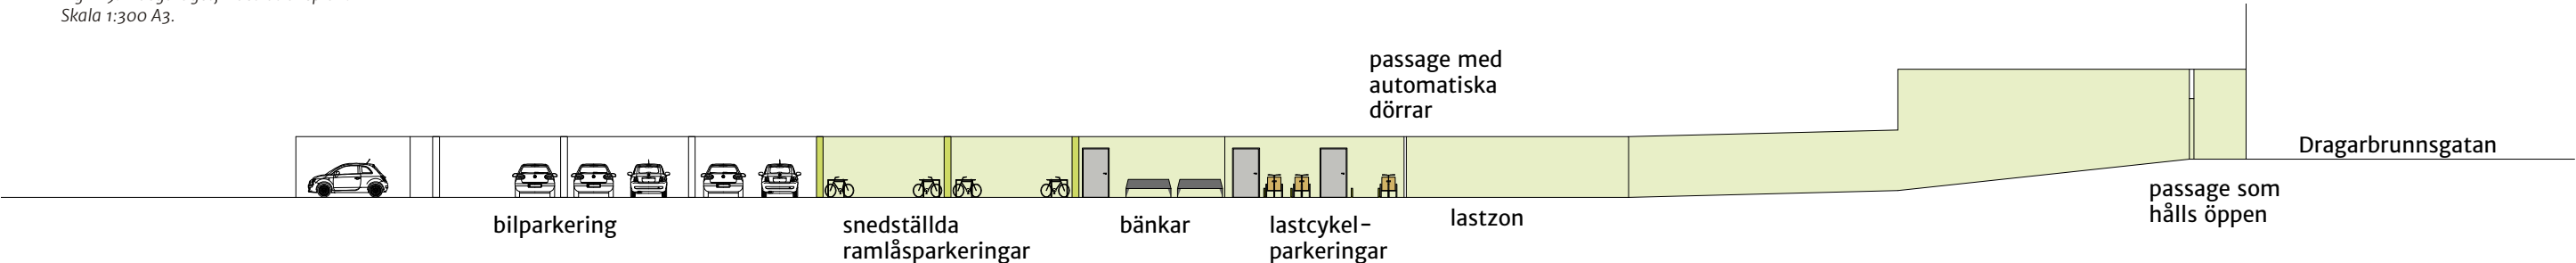 Skala 1:300 A3.
passage med
automatiska
dörrar
Dragarbrunnsgatan
passage som
hålls öppen
bilparkering
snedställda
ramlåsparkeringar
bänkar
lastcykel-
parkeringar
lastzon